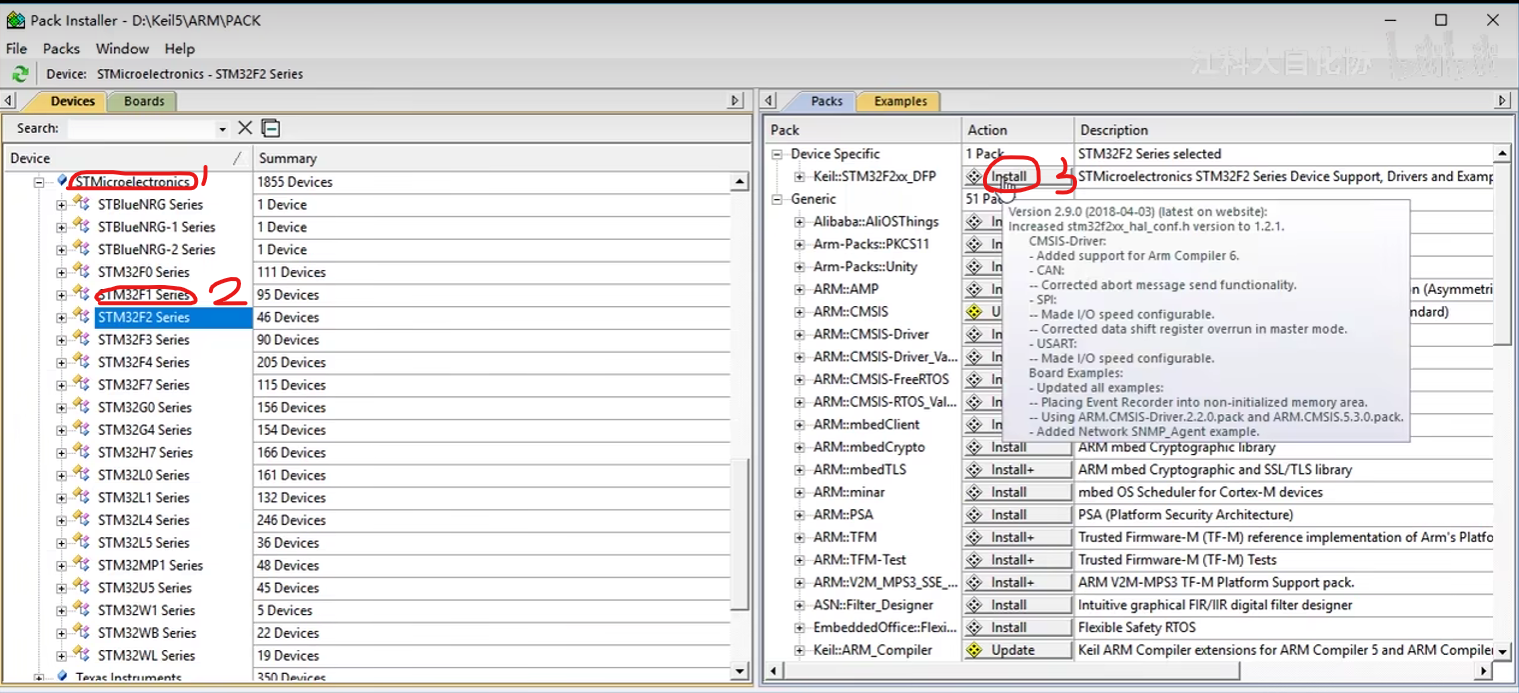 Pack Installer - D:\Keil5\ARM\PACK
File Packs Window Help
Device: STMicroelectronics - STM32F2 Series
江科大自化协
Devices Boards
Search:
Device Summary
STMicroelectronics 1 1855 Devices
STBlueNRG Series 1 Device
STBlueNRG-1 Series 1 Device
STBlueNRG-2 Series 1 Device
STM32F0 Series 111 Devices
STM32F1 Series 2 95 Devices
STM32F2 Series 46 Devices
STM32F3 Series 90 Devices
STM32F4 Series 205 Devices
STM32F7 Series 115 Devices
STM32G0 Series 156 Devices
STM32G4 Series 154 Devices
STM32H7 Series 166 Devices
STM32L0 Series 161 Devices
STM32L1 Series 132 Devices
STM32L4 Series 246 Devices
STM32L5 Series 36 Devices
STM32MP1 Series 48 Devices
STM32U5 Series 45 Devices
STM32W1 Series 5 Devices
STM32WB Series 22 Devices
STM32WL Series 19 Devices
Texas Instruments 350 Devices
Packs Examples
Pack Action Description
Device Specific 1 Pack STM32F2 Series selected
Keil::STM32F2xx_DFP Install 3 STMicroelectronics STM32F2 Series Device Support, Drivers and Examp
Generic 51 Pac
Alibaba::AliOSThings In
Arm-Packs::PKCS11 In
Arm-Packs::Unity In
ARM::AMP In n (Asymmetri
ARM::CMSIS U ndard)
ARM::CMSIS-Driver In
ARM::CMSIS-Driver_Va... In
ARM::CMSIS-FreeRTOS In
ARM::CMSIS-RTOS_Val... In
ARM::mbedClient In
ARM::mbedCrypto Install ARM mbed Cryptographic library
ARM::mbedTLS Install+ ARM mbed Cryptographic and SSL/TLS library
ARM::minar Install mbed OS Scheduler for Cortex-M devices
ARM::PSA Install PSA (Platform Security Architecture)
ARM::TFM Install+ Trusted Firmware-M (TF-M) reference implementation of Arm's Platfo
ARM::TFM-Test Install+ Trusted Firmware-M (TF-M) Tests
ARM::V2M_MPS3_SSE_... Install+ ARM V2M-MPS3 TF-M Platform Support pack.
ASN::Filter_Designer Install Intuitive graphical FIR/IIR digital filter designer
EmbeddedOffice::Flexi... Install Flexible Safety RTOS
Keil::ARM_Compiler Update Keil ARM Compiler extensions for ARM Compiler 5 and ARM Compiler
Version 2.9.0 (2018-04-03) (latest on website):
Increased stm32f2xx_hal_conf.h version to 1.2.1.
CMSIS-Driver:
- Added support for Arm Compiler 6.
- CAN:
-- Corrected abort message send functionality.
- SPI:
-- Made I/O speed configurable.
-- Corrected data shift register overrun in master mode.
- USART:
-- Made I/O speed configurable.
Board Examples:
- Updated all examples:
-- Placing Event Recorder into non-initialized memory area.
-- Using ARM.CMSIS-Driver.2.2.0.pack and ARM.CMSIS.5.3.0.pack.
- Added Network SNMP_Agent example.